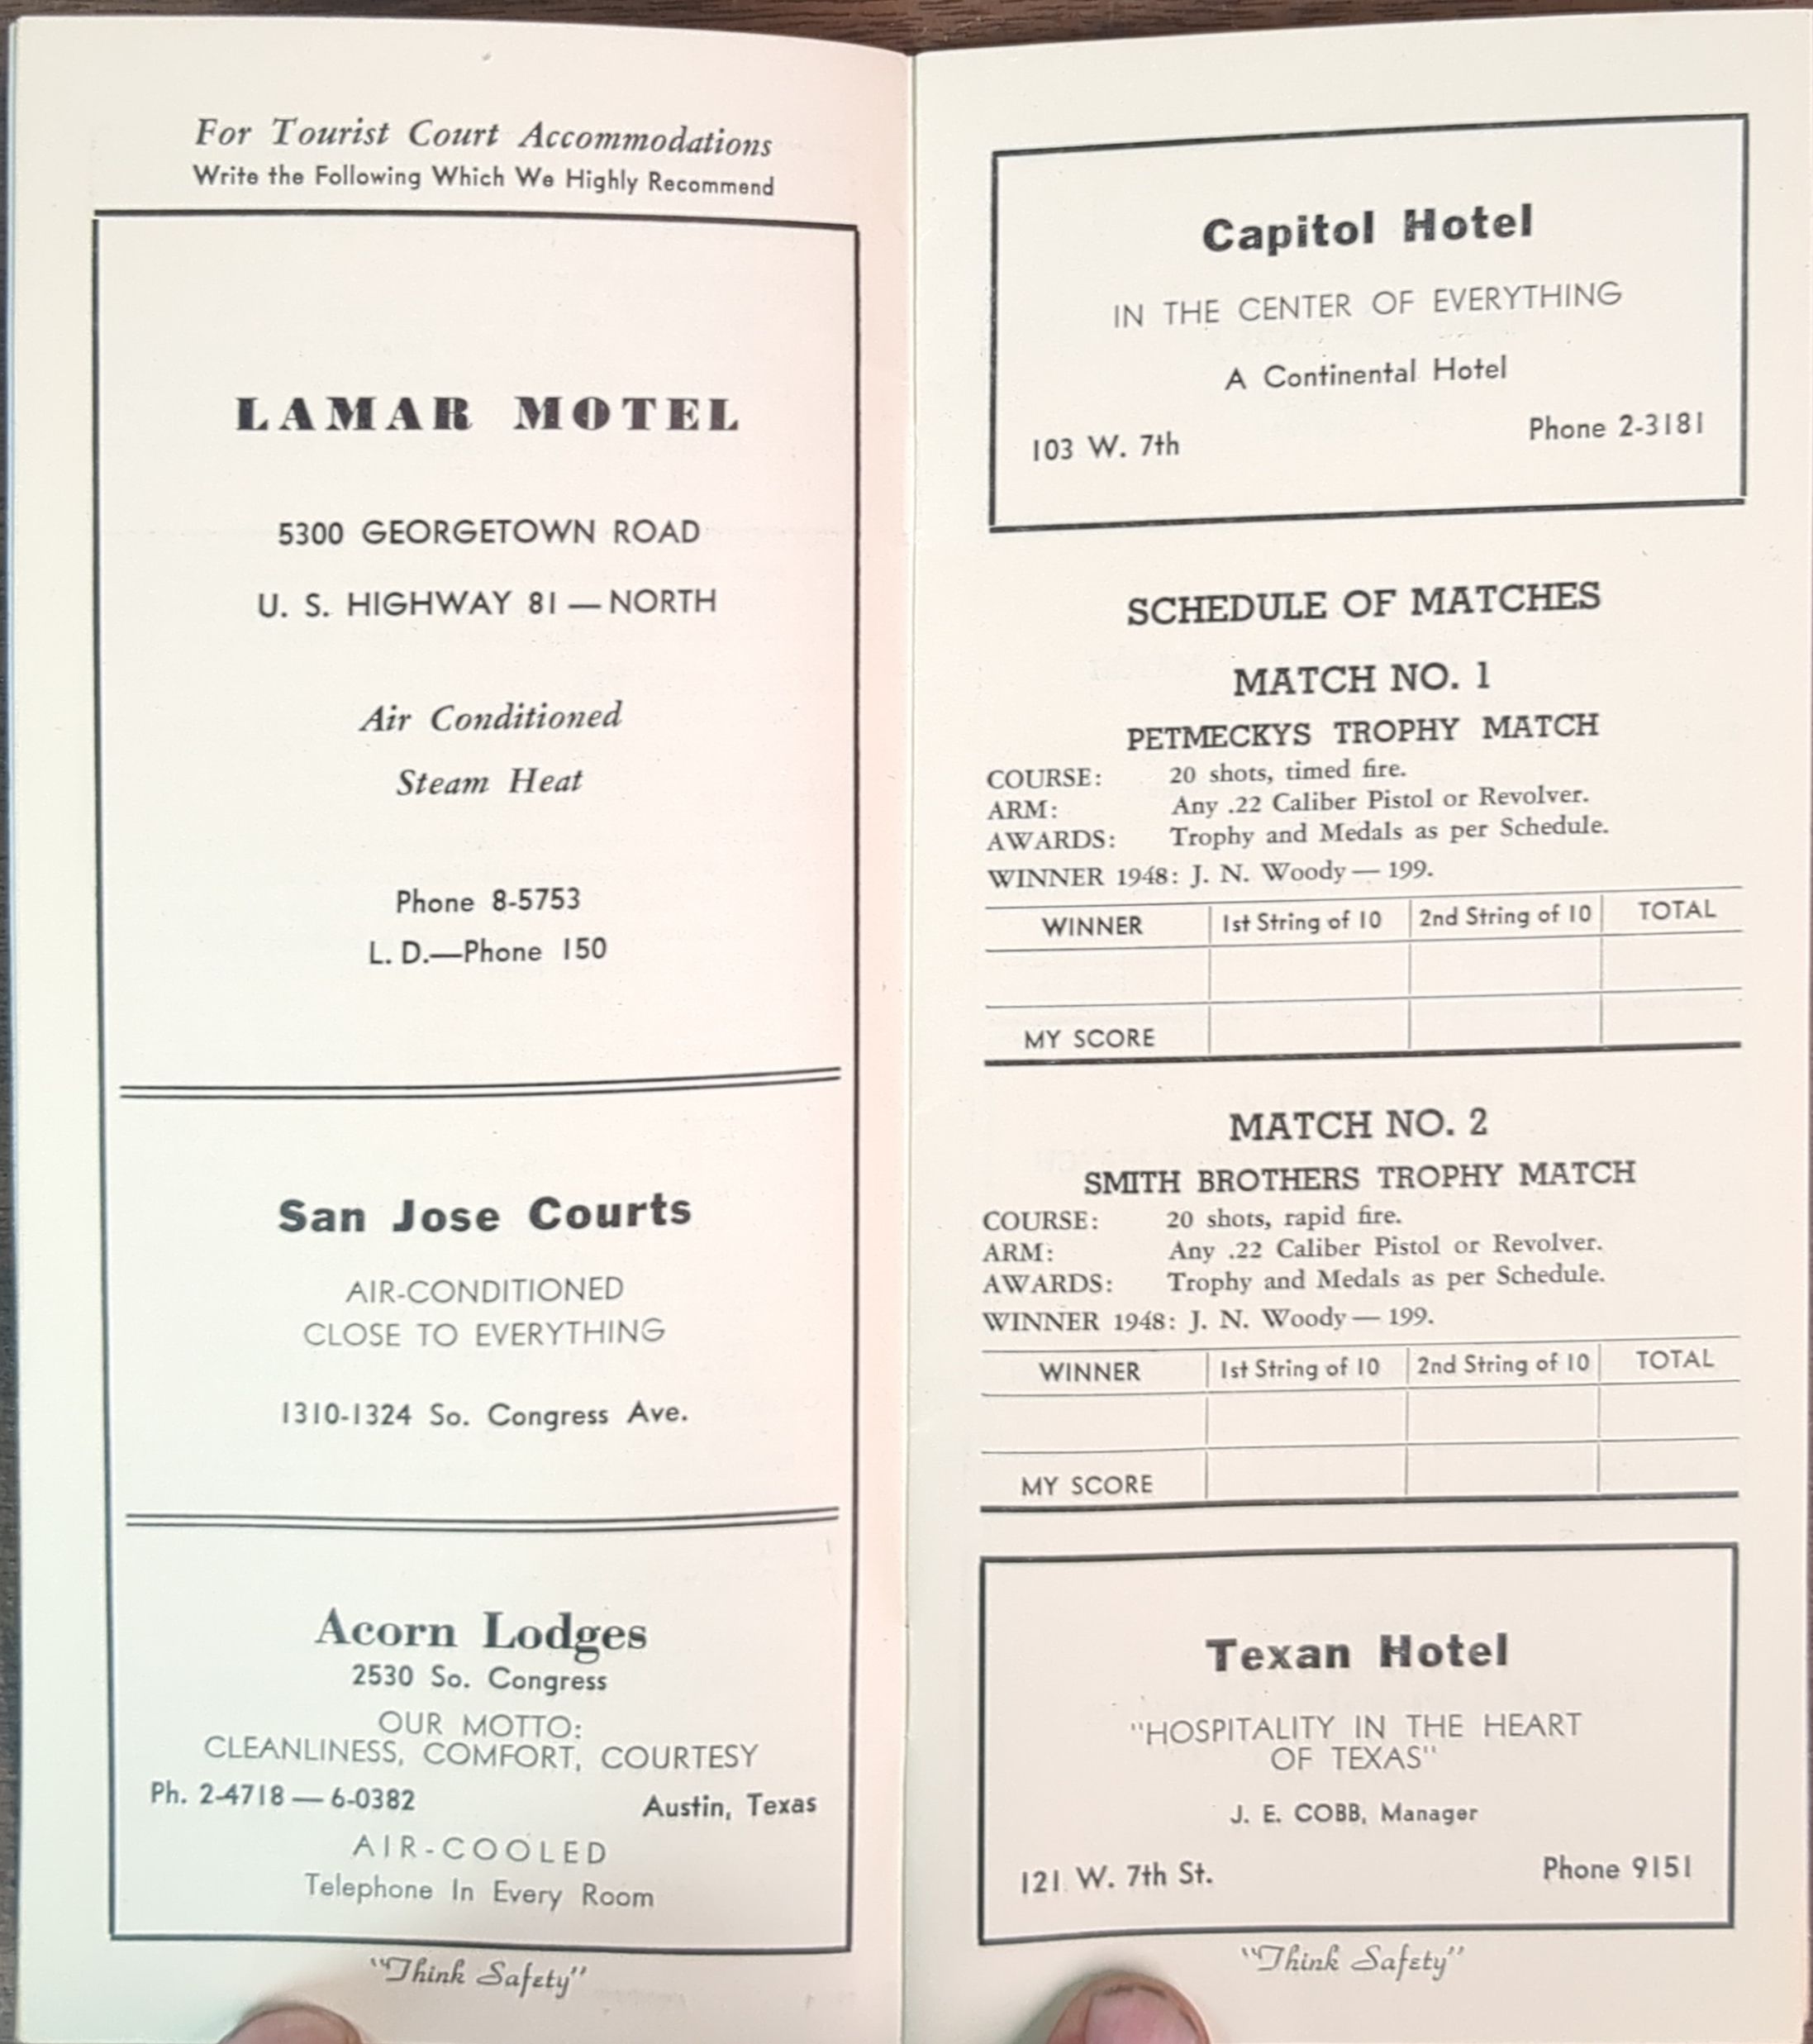 For Tourist Court Accommodations
Write the Following Which We Highly Recommend
LAMAR MOTEL
5300 GEORGETOWN ROAD
U. S. HIGHWAY 81 — NORTH
Air Conditioned
Steam Heat
Phone 8-5753
L. D.—Phone 150
San Jose Courts
AIR-CONDITIONED
CLOSE TO EVERYTHING
1310-1324 So. Congress Ave.
Acorn Lodges
2530 So. Congress
OUR MOTTO:
CLEANLINESS, COMFORT, COURTESY
Ph. 2-4718 — 6-0382 Austin, Texas
AIR-COOLED
Telephone In Every Room
"Think Safety"
Capitol Hotel
IN THE CENTER OF EVERYTHING
A Continental Hotel
103 W. 7th Phone 2-3181
SCHEDULE OF MATCHES
MATCH NO. 1
PETMECKYS TROPHY MATCH
COURSE: 20 shots, timed fire.
ARM: Any .22 Caliber Pistol or Revolver.
AWARDS: Trophy and Medals as per Schedule.
WINNER 1948: J. N. Woody — 199.
WINNER 1st String of 10 2nd String of 10 TOTAL
MY SCORE
MATCH NO. 2
SMITH BROTHERS TROPHY MATCH
COURSE: 20 shots, rapid fire.
ARM: Any .22 Caliber Pistol or Revolver.
AWARDS: Trophy and Medals as per Schedule.
WINNER 1948: J. N. Woody — 199.
WINNER 1st String of 10 2nd String of 10 TOTAL
MY SCORE
Texan Hotel
"HOSPITALITY IN THE HEART
OF TEXAS"
J. E. COBB, Manager
121 W. 7th St. Phone 9151
"Think Safety"